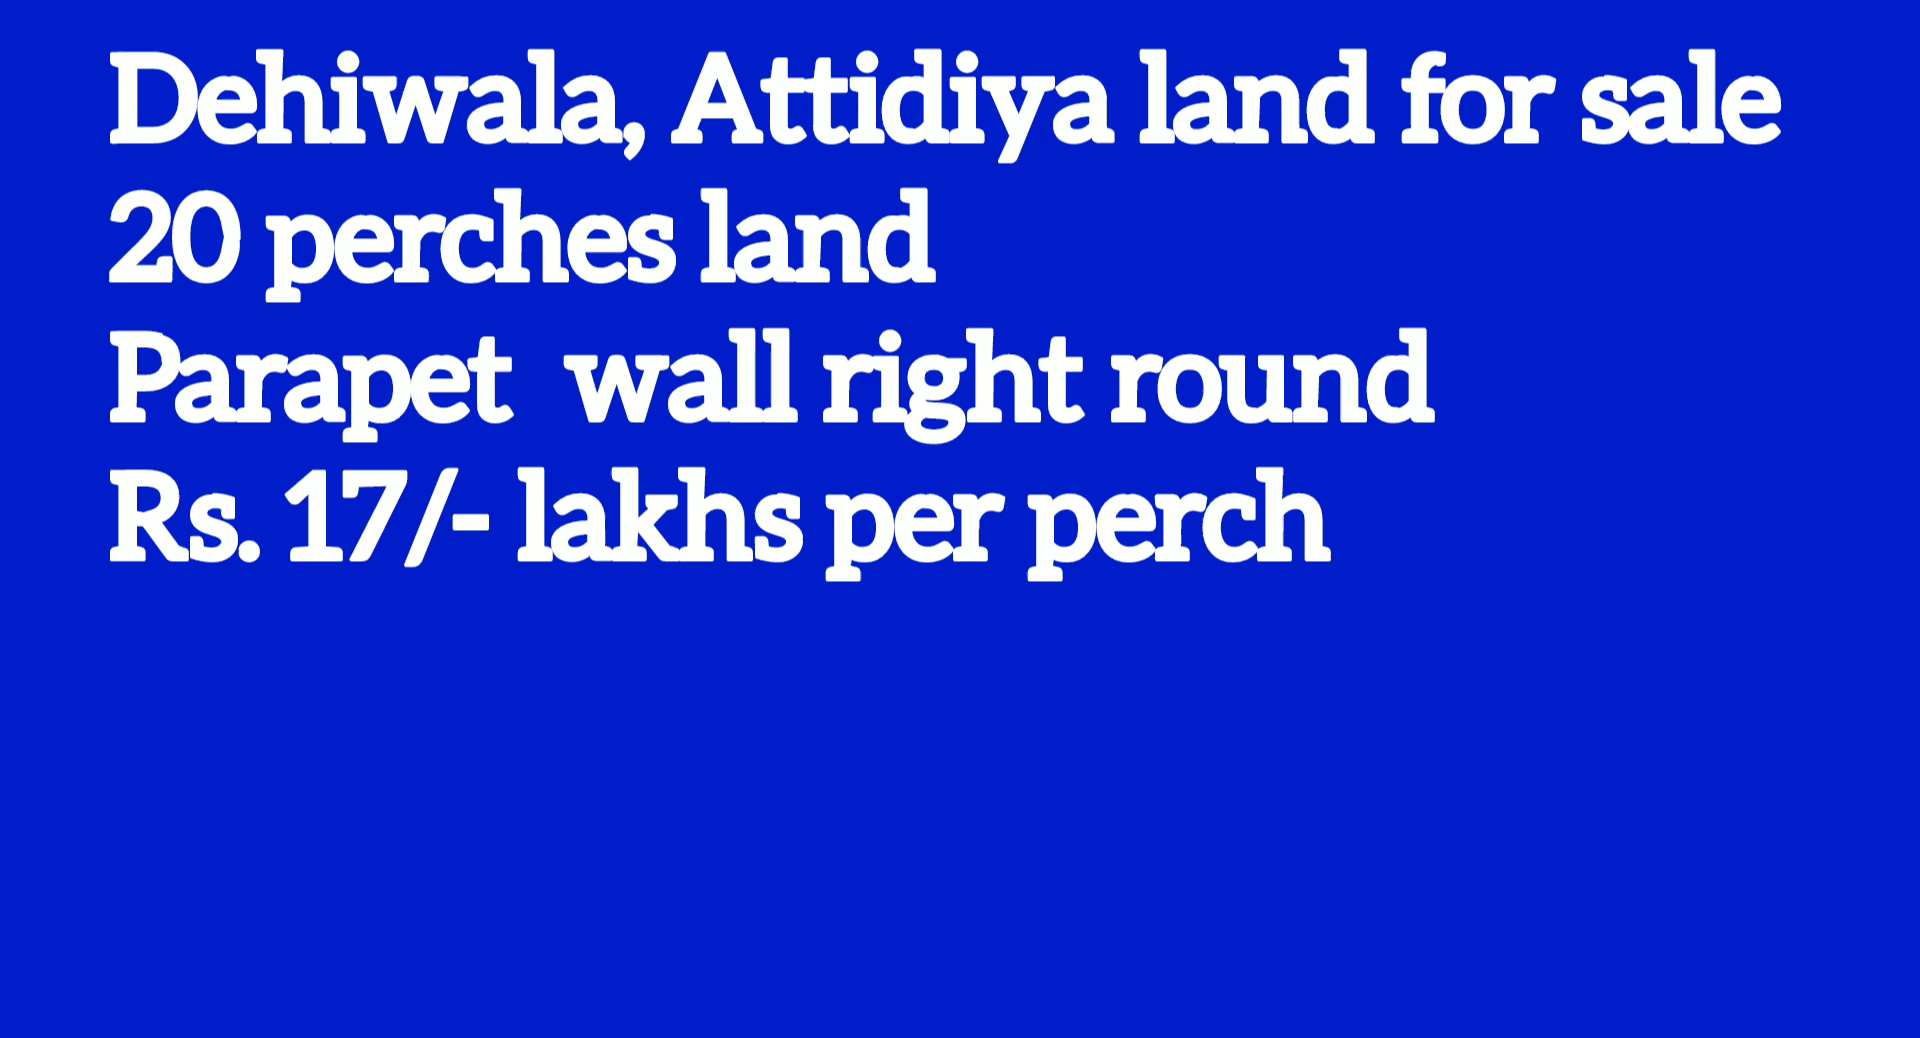 Dehiwala, Attidiya land for sale
20 perches land
Parapet  wall right round
Rs. 17/- lakhs per perch